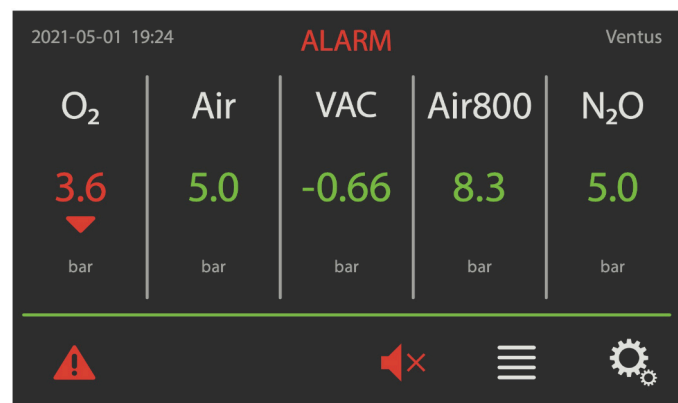 2021-05-01 19:24 ALARM Ventus
O₂ Air VAC Air800 N₂O
3.6 5.0 -0.66 8.3 5.0
bar bar bar bar bar